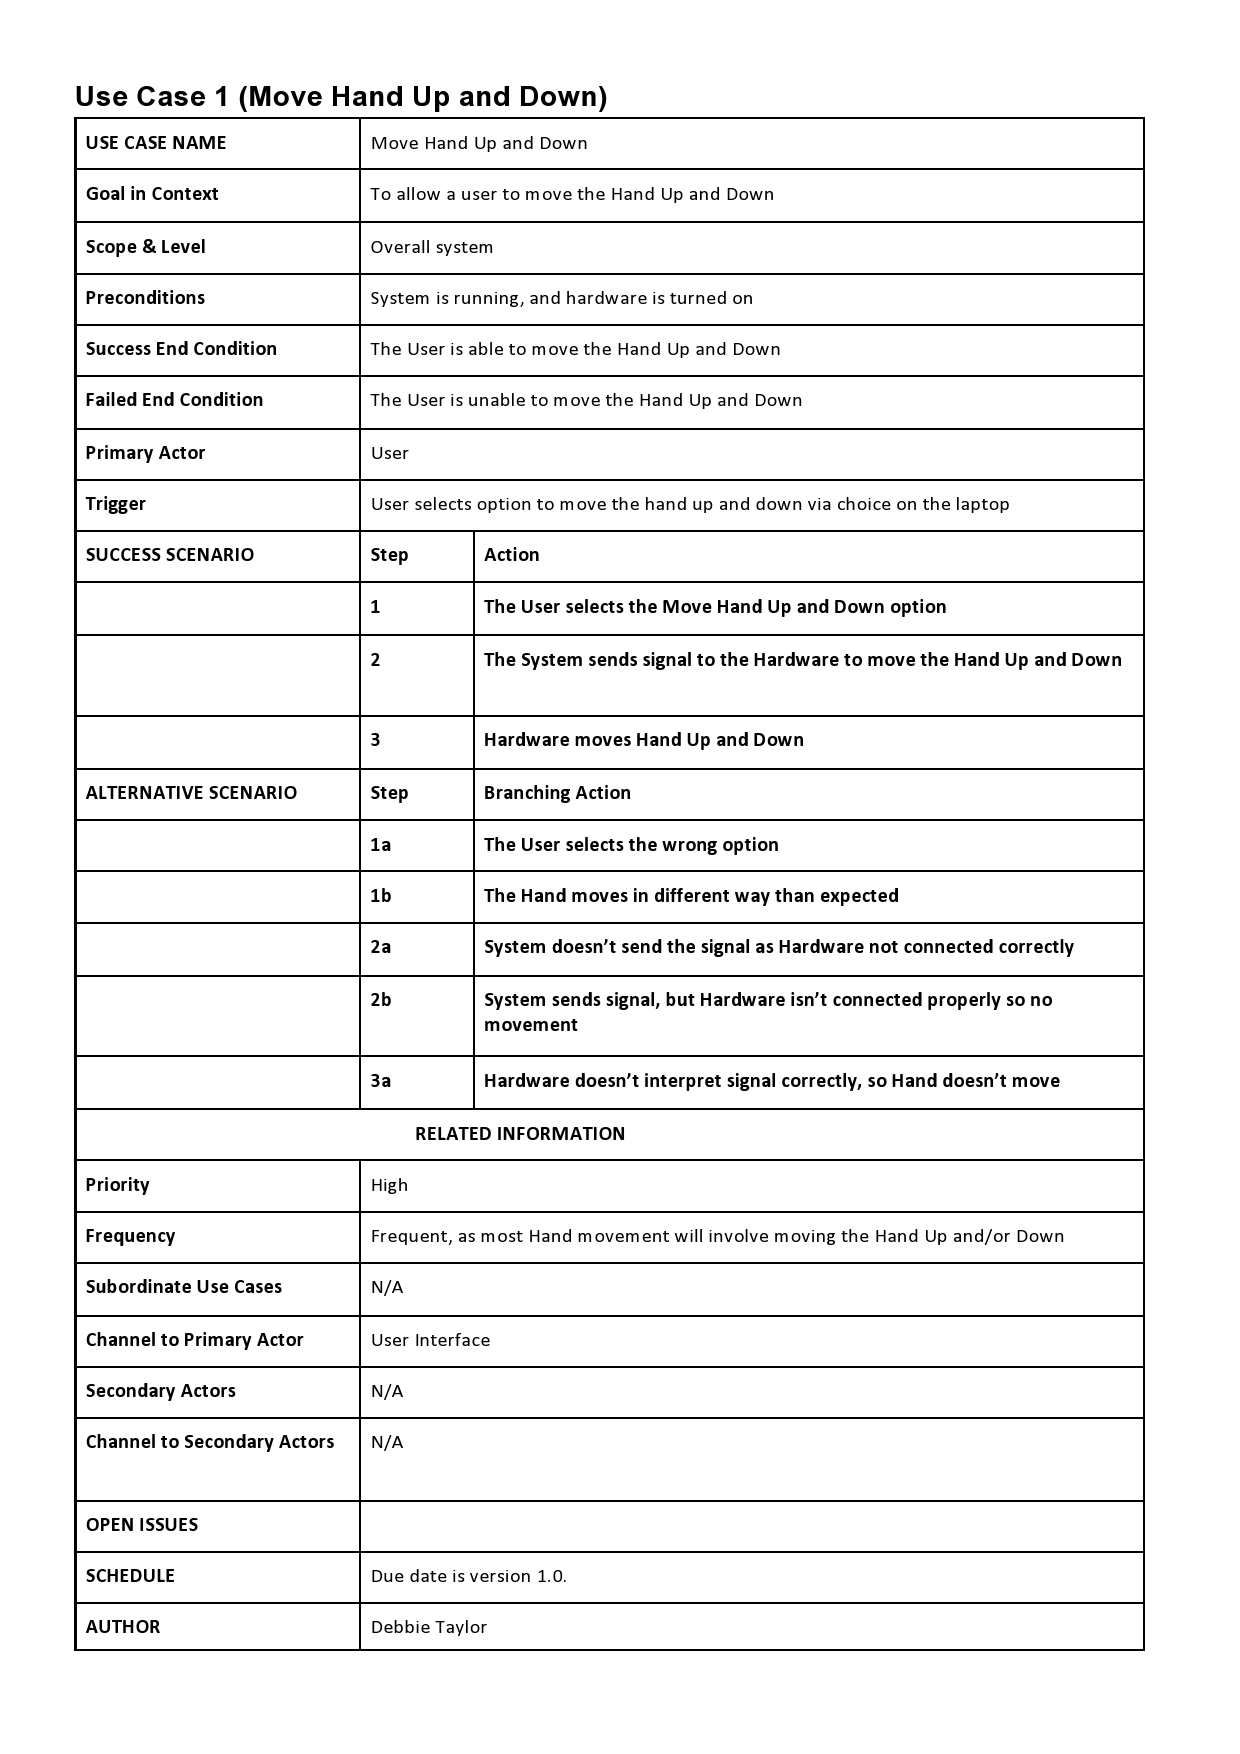 Use Case 1 (Move Hand Up and Down)
USE CASE NAME
Move Hand Up and Down
Goal in Context
To allow a user to move the Hand Up and Down
Scope & Level
Overall system
Preconditions
System is running, and hardware is turned on
Success End Condition
The User is able to move the Hand Up and Down
Failed End Condition
The User is unable to move the Hand Up and Down
Primary Actor
User
Trigger
User selects option to move the hand up and down via choice on the laptop
SUCCESS SCENARIO
Step
Action
1
The User selects the Move Hand Up and Down option
2
The System sends signal to the Hardware to move the Hand Up and Down
3
Hardware moves Hand Up and Down
ALTERNATIVE SCENARIO
Step
Branching Action
1a
The User selects the wrong option
1b
The Hand moves in different way than expected
2a
System doesn’t send the signal as Hardware not connected correctly
2b
System sends signal, but Hardware isn’t connected properly so no
movement
3a
Hardware doesn’t interpret signal correctly, so Hand doesn’t move
RELATED INFORMATION
Priority
High
Frequency
Frequent, as most Hand movement will involve moving the Hand Up and/or Down
Subordinate Use Cases
N/A
Channel to Primary Actor
User Interface
Secondary Actors
N/A
Channel to Secondary Actors
N/A
OPEN ISSUES
SCHEDULE
Due date is version 1.0.
AUTHOR
Debbie Taylor